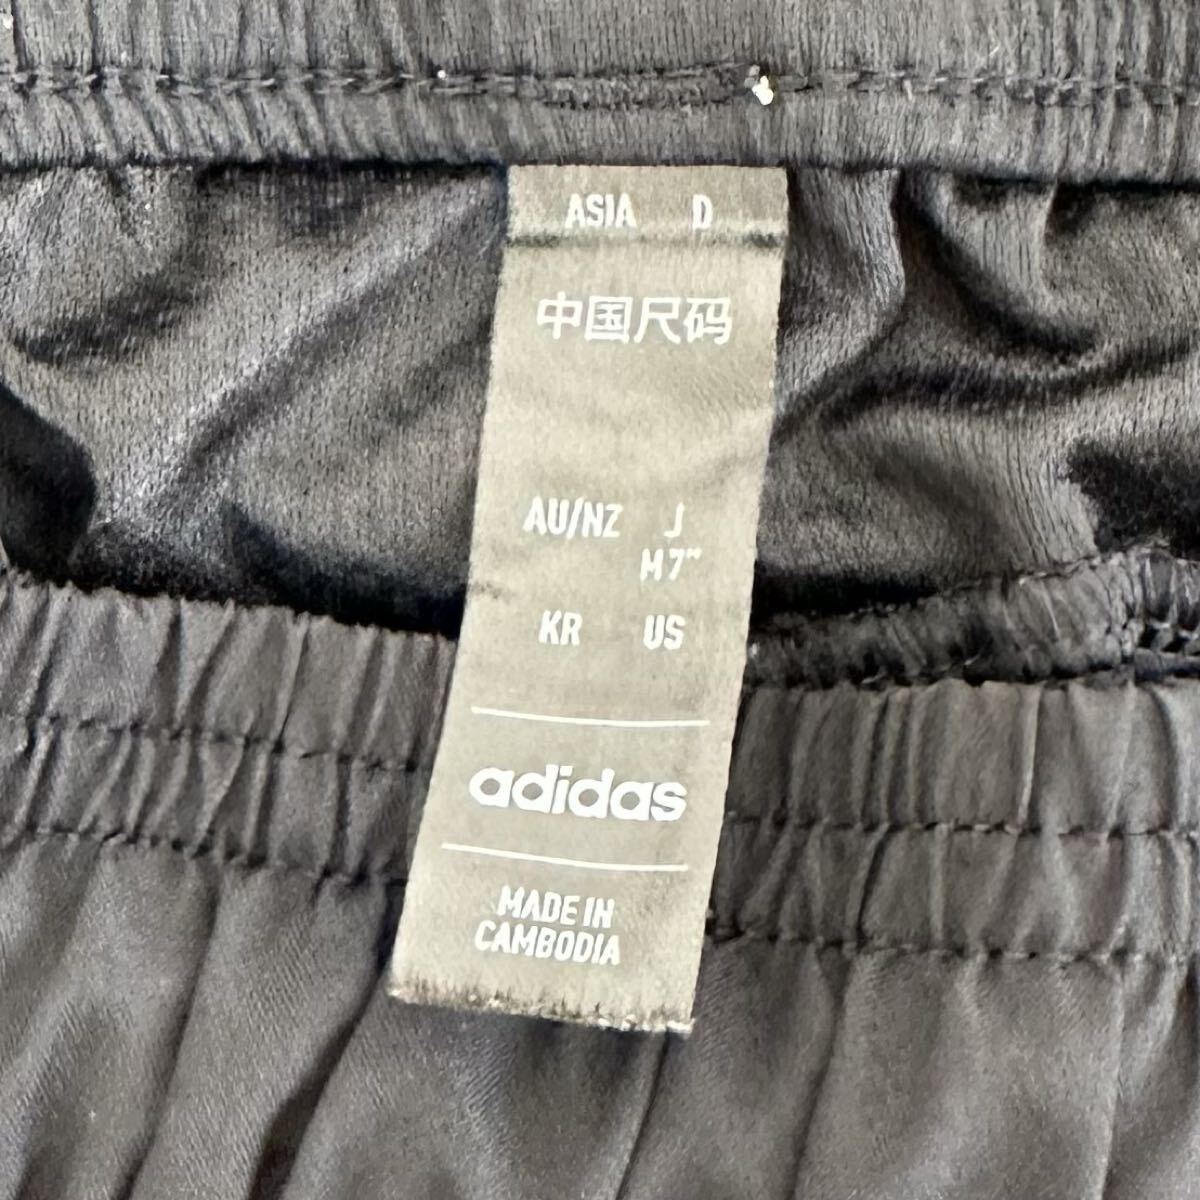 ASIA D
中国尺码
AU/NZ J
M 7"
KR US
adidas
MADE IN
CAMBODIA